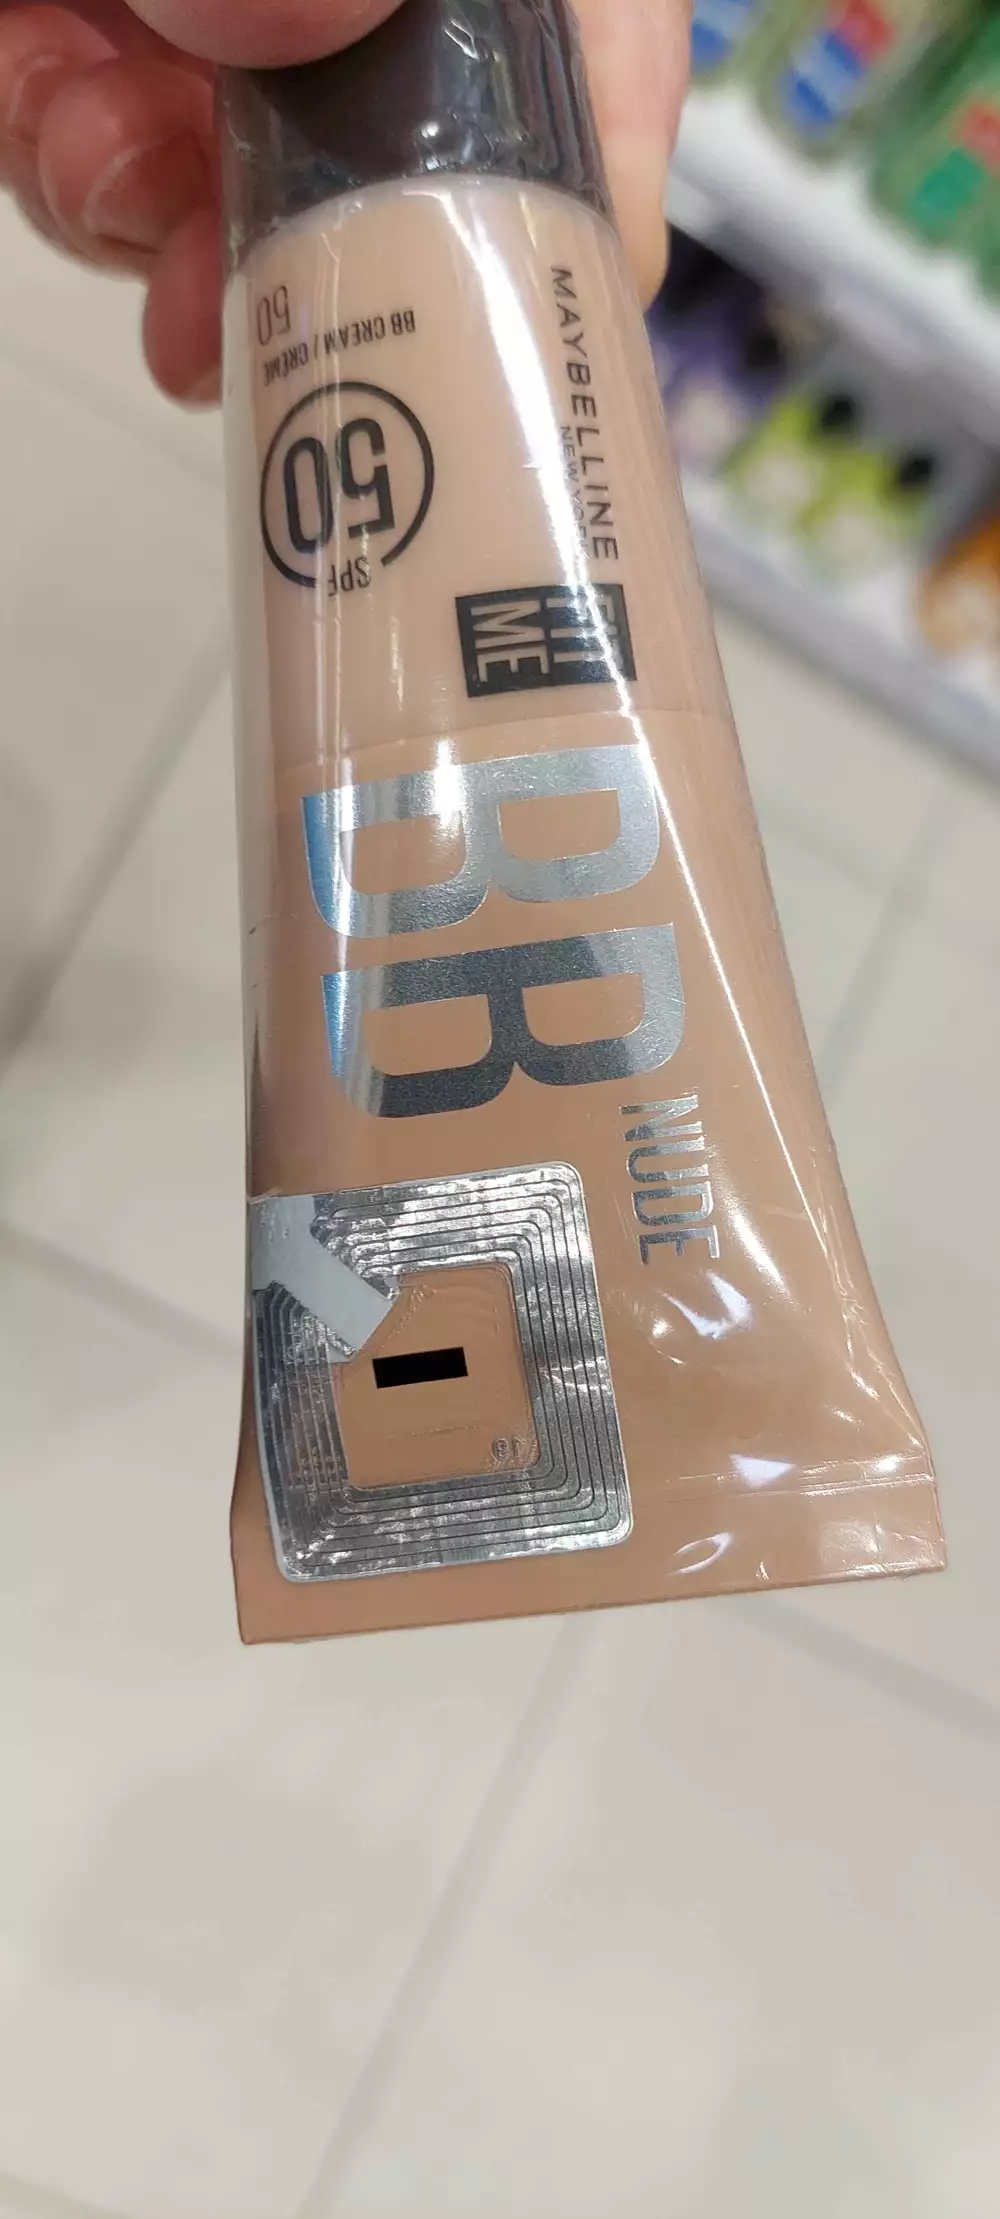 MAYBELLINE
NEW YORK
FIT
ME
BB
NUDE
SPF
50
BB CREAM / CRÈME
50